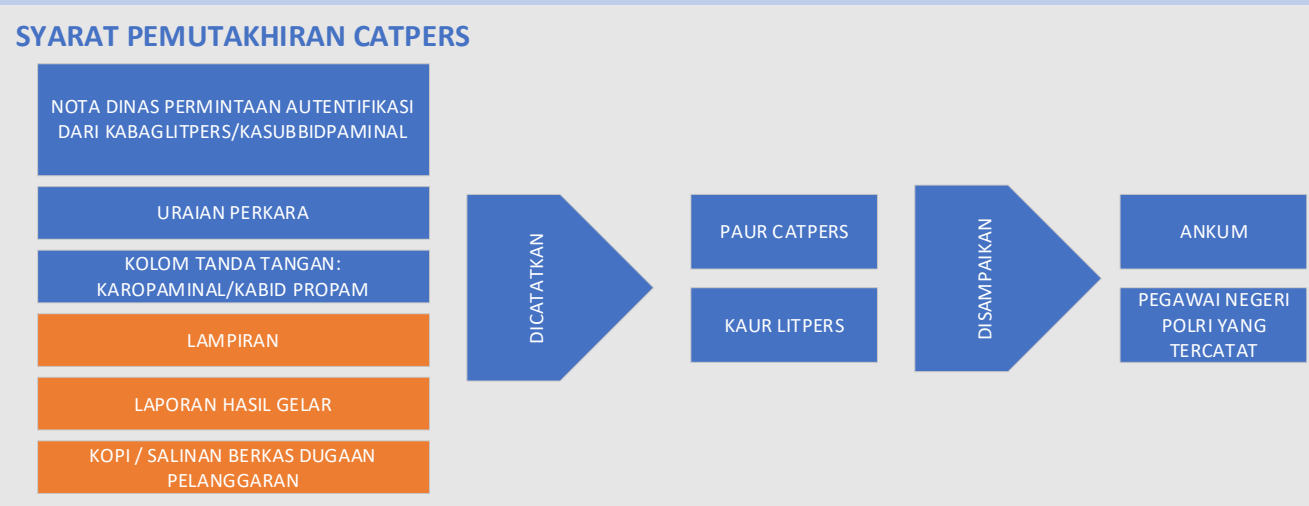 SYARAT PEMUTAKHIRAN CATPERS
NOTA DINAS PERMINTAAN AUTENTIFIKASI
DARI KABAGLITPERS/KASUBBIDPAMINAL
URAIAN PERKARA
KOLOM TANDA TANGAN:
KAROPAMINAL/KABID PROPAM
LAMPIRAN
LAPORAN HASIL GELAR
KOPI / SALINAN BERKAS DUGAAN
PELANGGARAN
DICATATKAN
PAUR CATPERS
KAUR LITPERS
DISAMPAIKAN
ANKUM
PEGAWAI NEGERI
POLRI YANG
TERCATAT